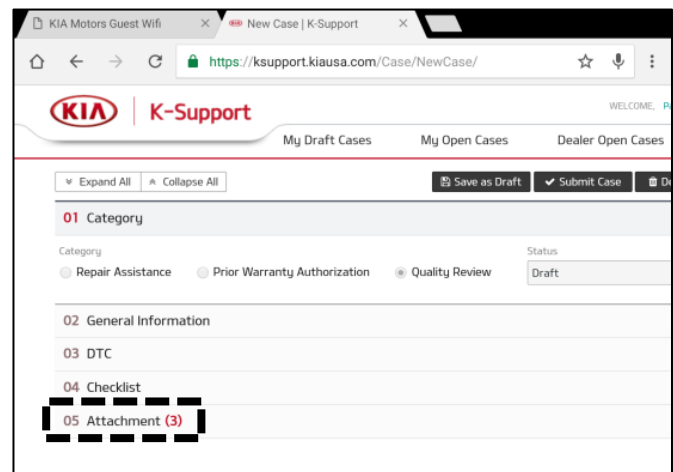 KIA Motors Guest Wifi
New Case | K-Support
https://ksupport.kiausa.com/Case/NewCase/
KIA K-Support
WELCOME,
My Draft Cases My Open Cases Dealer Open Cases
Expand All Collapse All Save as Draft Submit Case
01 Category
Category Status
Repair Assistance Prior Warranty Authorization Quality Review Draft
02 General Information
03 DTC
04 Checklist
05 Attachment (3)